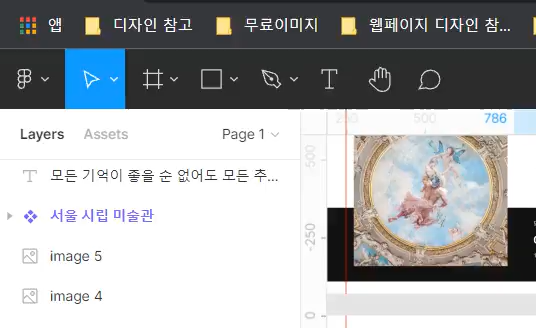 앱 디자인 참고 무료이미지 웹페이지 디자인 참...
Layers Assets Page 1
250 500 786
모든 기억이 좋을 순 없어도 모든 추...
서울 시립 미술관
image 5
image 4
-500
-250
0